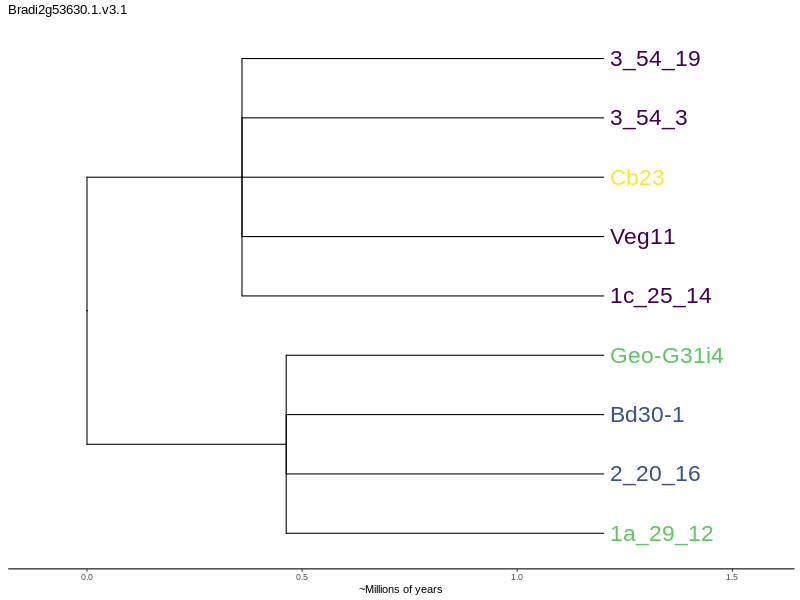 Bradi2g53630.1.v3.1
3_54_19
3_54_3
Cb23
Veg11
1c_25_14
Geo-G31i4
Bd30-1
2_20_16
1a_29_12
0.0 0.5 1.0 1.5
~Millions of years